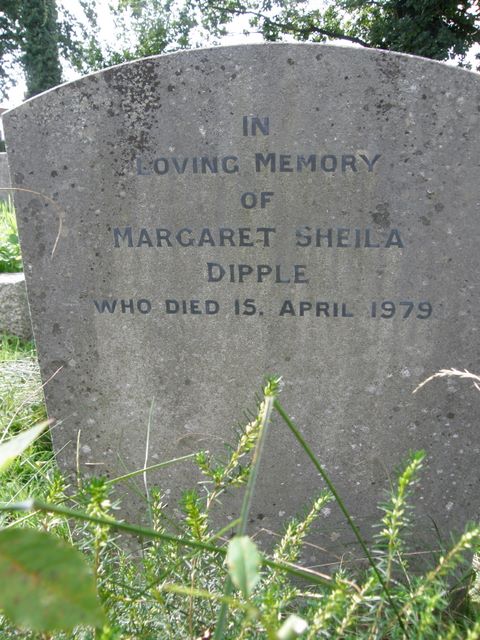 IN
LOVING MEMORY
OF
MARGARET SHEILA
DIPPLE
WHO DIED 15. APRIL 1979